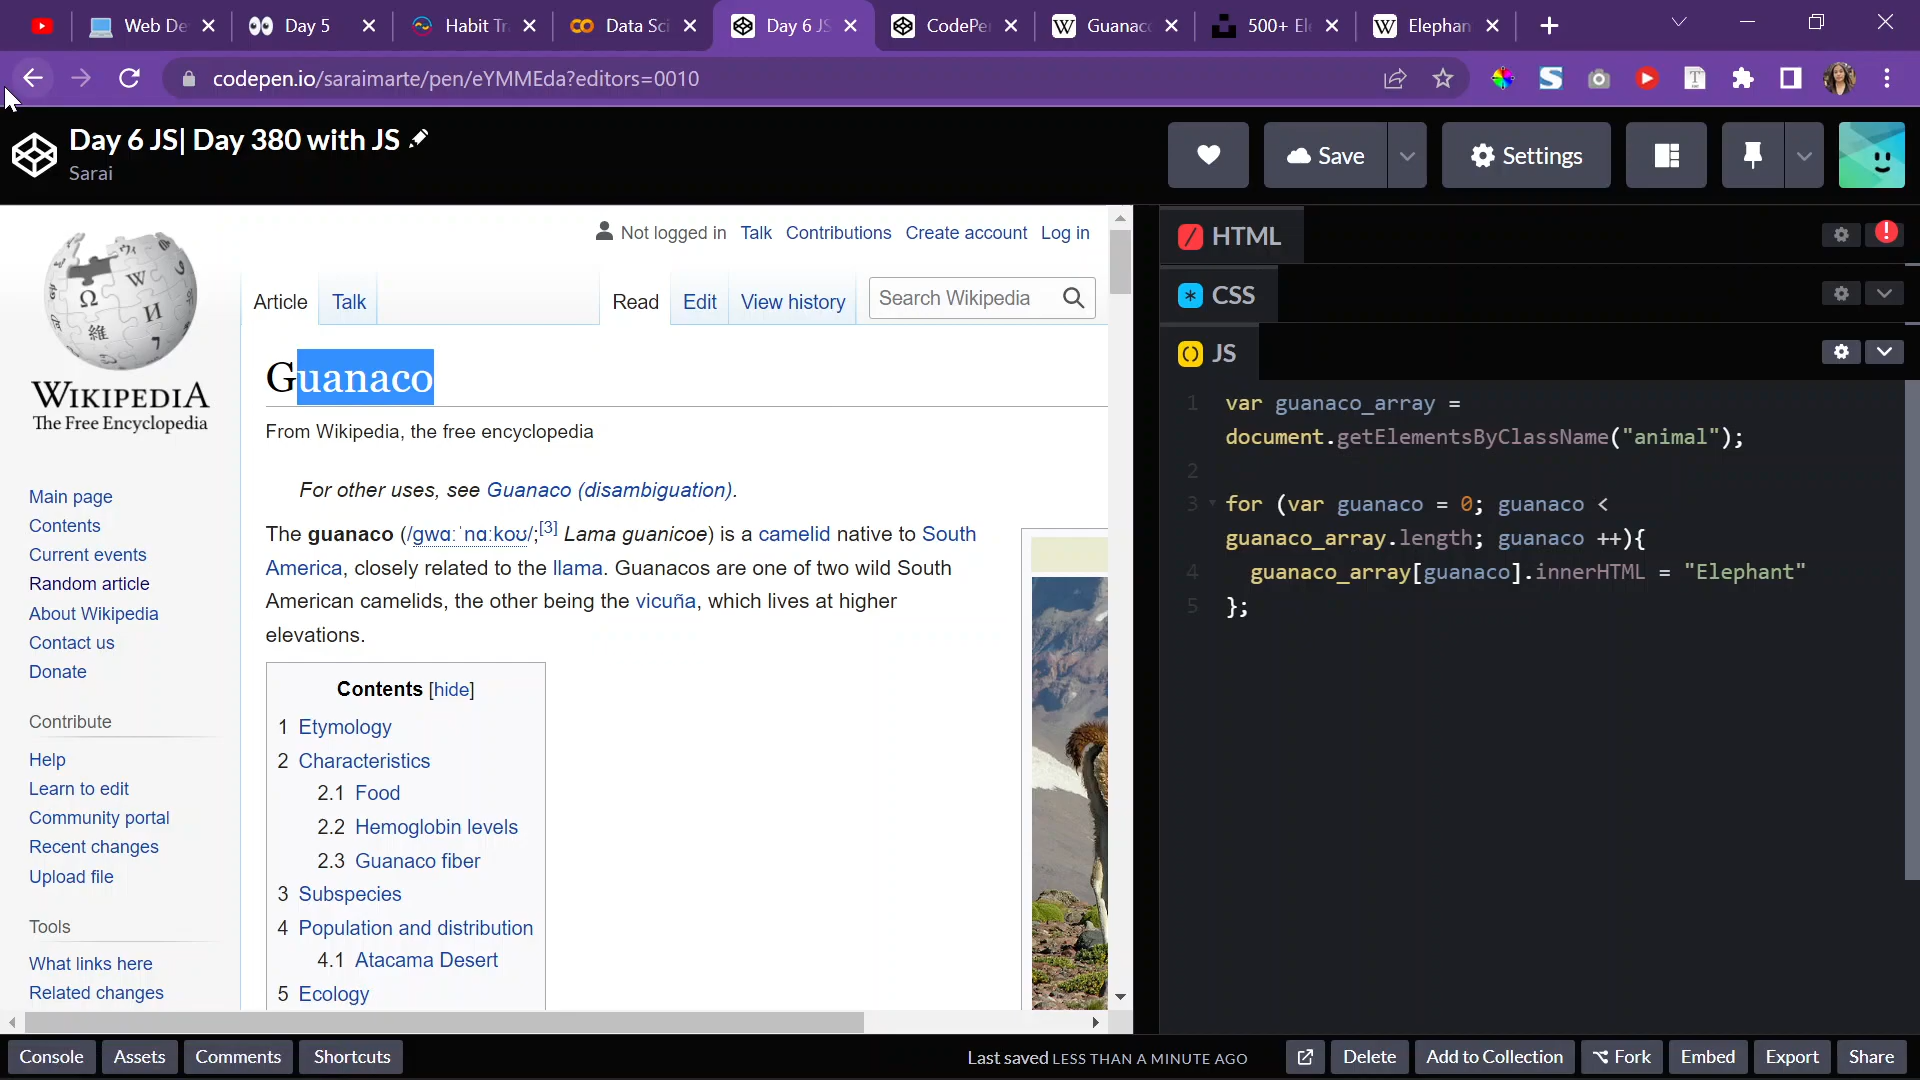 Web De
Day 5
Habit Tr
Data Sci
Day 6 JS
CodePe
Guanaco
500+ El
Elephan
codepen.io/saraimarte/pen/eYMMEda?editors=0010
Day 6 JS| Day 380 with JS
Sarai
Save
Settings
WIKIPEDIA
The Free Encyclopedia
Main page
Contents
Current events
Random article
About Wikipedia
Contact us
Donate
Contribute
Help
Learn to edit
Community portal
Recent changes
Upload file
Tools
What links here
Related changes
Not logged in Talk Contributions Create account Log in
Article Talk Read Edit View history Search Wikipedia
Guanaco
From Wikipedia, the free encyclopedia
For other uses, see Guanaco (disambiguation).
The guanaco (/ɡwɑːˈnɑːkoʊ/;[3] Lama guanicoe) is a camelid native to South
America, closely related to the llama. Guanacos are one of two wild South
American camelids, the other being the vicuña, which lives at higher
elevations.
Contents [hide]
1 Etymology
2 Characteristics
2.1 Food
2.2 Hemoglobin levels
2.3 Guanaco fiber
3 Subspecies
4 Population and distribution
4.1 Atacama Desert
5 Ecology
HTML
CSS
JS
1 var guanaco_array =
document.getElementsByClassName("animal");
2
3 for (var guanaco = 0; guanaco <
guanaco_array.length; guanaco ++){
4 guanaco_array[guanaco].innerHTML = "Elephant"
5 };
Console Assets Comments Shortcuts
Last saved LESS THAN A MINUTE AGO
Delete Add to Collection Fork Embed Export Share